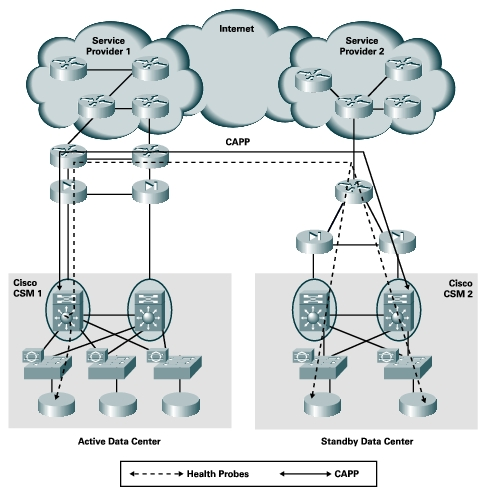 Internet
Service
Provider 1
Service
Provider 2
CAPP
Cisco
CSM 1
Cisco
CSM 2
Active Data Center
Standby Data Center
Health Probes
CAPP